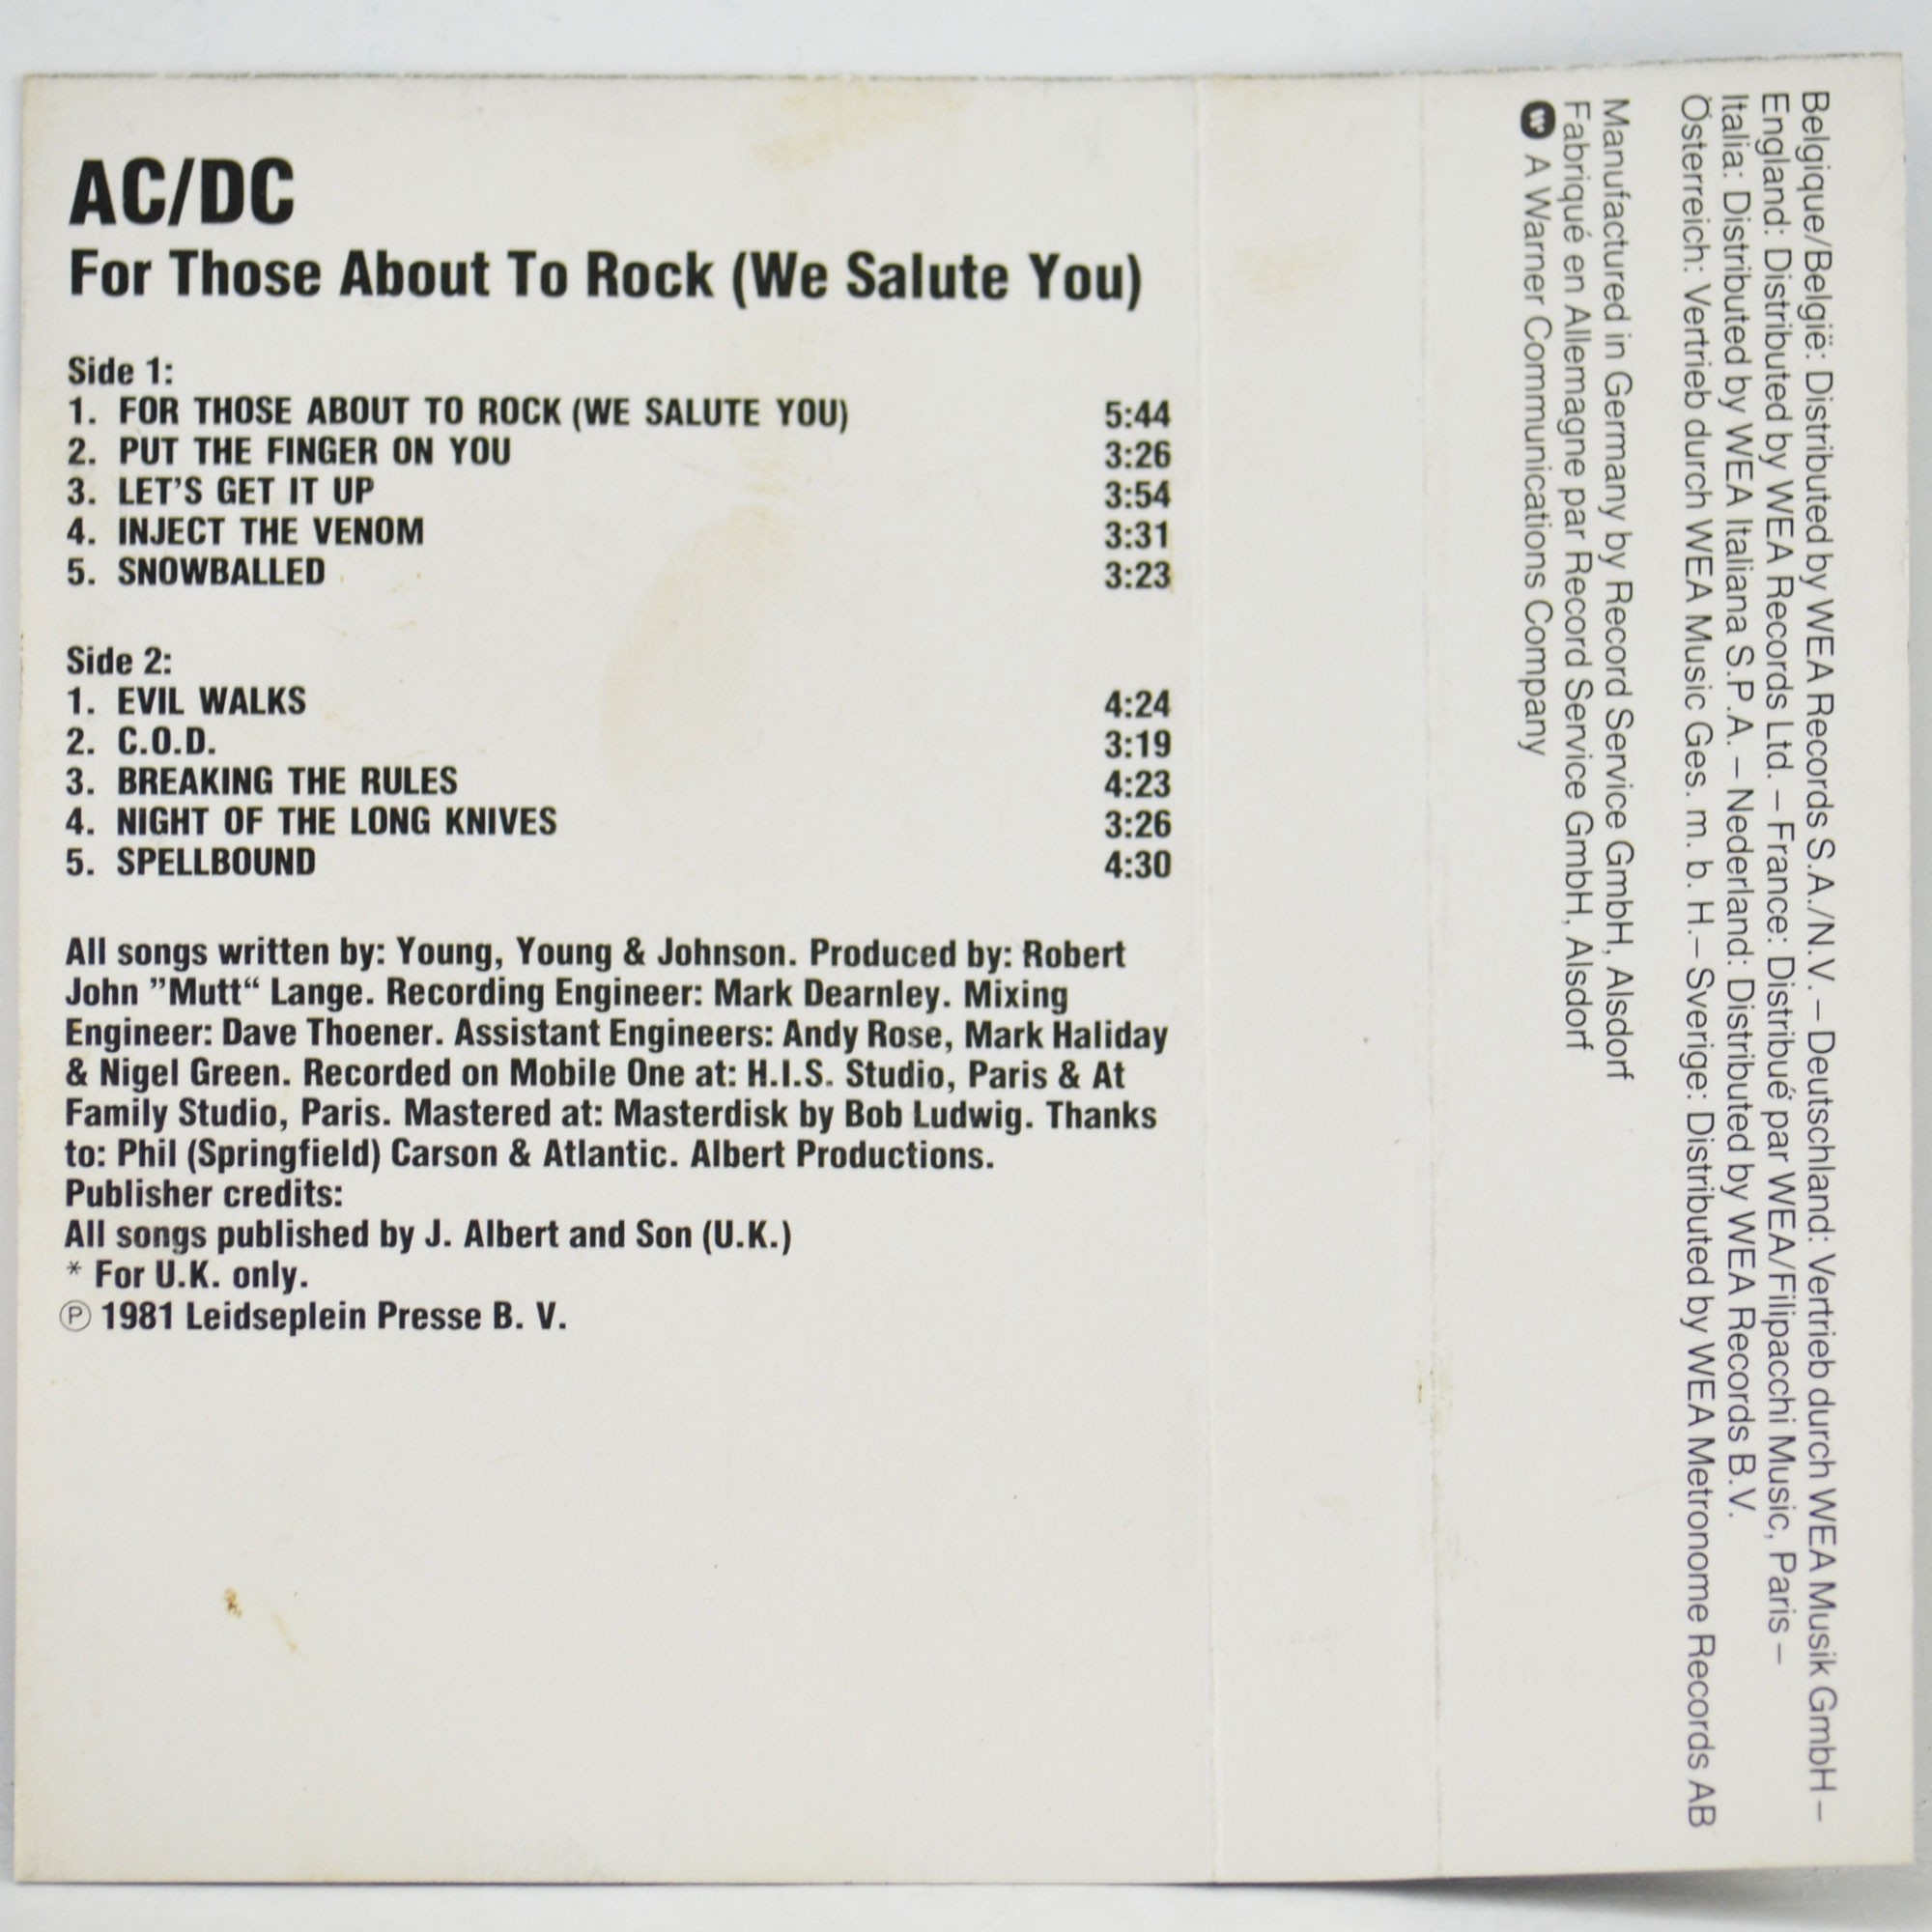 AC/DC
For Those About To Rock (We Salute You)
Side 1:
1. FOR THOSE ABOUT TO ROCK (WE SALUTE YOU) 5:44
2. PUT THE FINGER ON YOU 3:26
3. LET'S GET IT UP 3:54
4. INJECT THE VENOM 3:31
5. SNOWBALLED 3:23
Side 2:
1. EVIL WALKS 4:24
2. C.O.D. 3:19
3. BREAKING THE RULES 4:23
4. NIGHT OF THE LONG KNIVES 3:26
5. SPELLBOUND 4:30
All songs written by: Young, Young & Johnson. Produced by: Robert
John ”Mutt“ Lange. Recording Engineer: Mark Dearnley. Mixing
Engineer: Dave Thoener. Assistant Engineers: Andy Rose, Mark Haliday
& Nigel Green. Recorded on Mobile One at: H.I.S. Studio, Paris & At
Family Studio, Paris. Mastered at: Masterdisk by Bob Ludwig. Thanks
to: Phil (Springfield) Carson & Atlantic. Albert Productions.
Publisher credits:
All songs published by J. Albert and Son (U.K.)
* For U.K. only.
℗ 1981 Leidseplein Presse B. V.
Belgique/België: Distributed by WEA Records S.A./N.V. – Deutschland: Vertrieb durch WEA Musik GmbH –
England: Distributed by WEA Records Ltd. – France: Distribué par WEA/Filipacchi Music, Paris –
Italia: Distributed by WEA Italiana S.P.A. – Nederland: Distributed by WEA Records B.V.
Österreich: Vertrieb durch WEA Music Ges. m. b. H. – Sverige: Distributed by WEA Metronome Records AB
Manufactured in Germany by Record Service GmbH, Alsdorf
Fabriqué en Allemagne par Record Service GmbH, Alsdorf
A Warner Communications Company